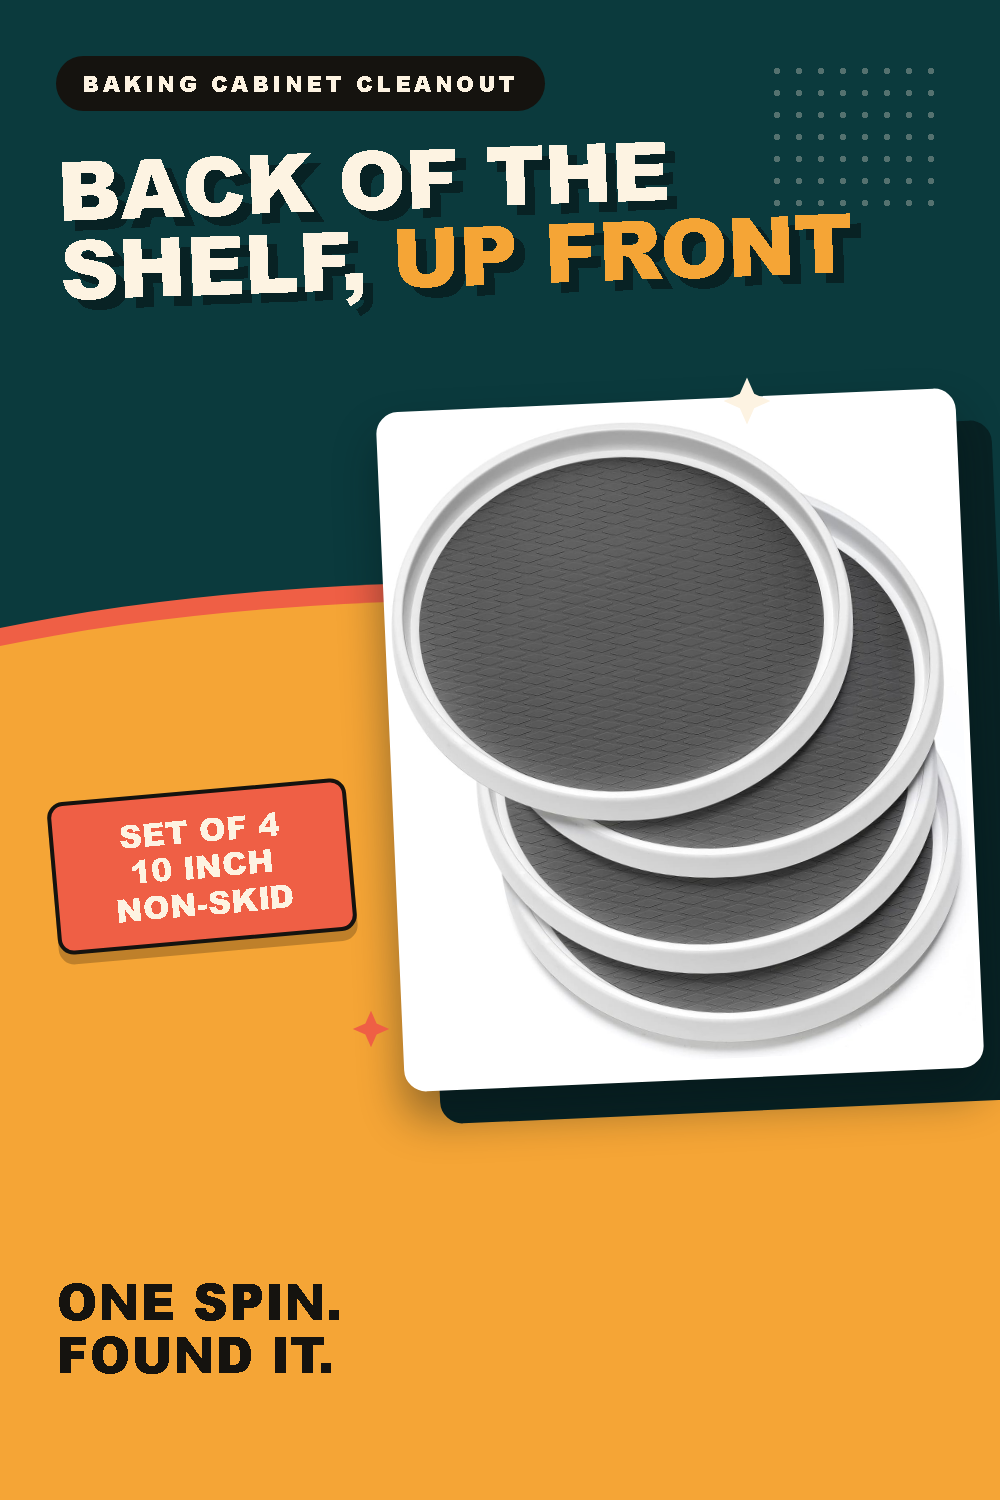 BAKING CABINET CLEANOUT
BACK OF THE
SHELF, UP FRONT
SET OF 4
10 INCH
NON-SKID
ONE SPIN.
FOUND IT.